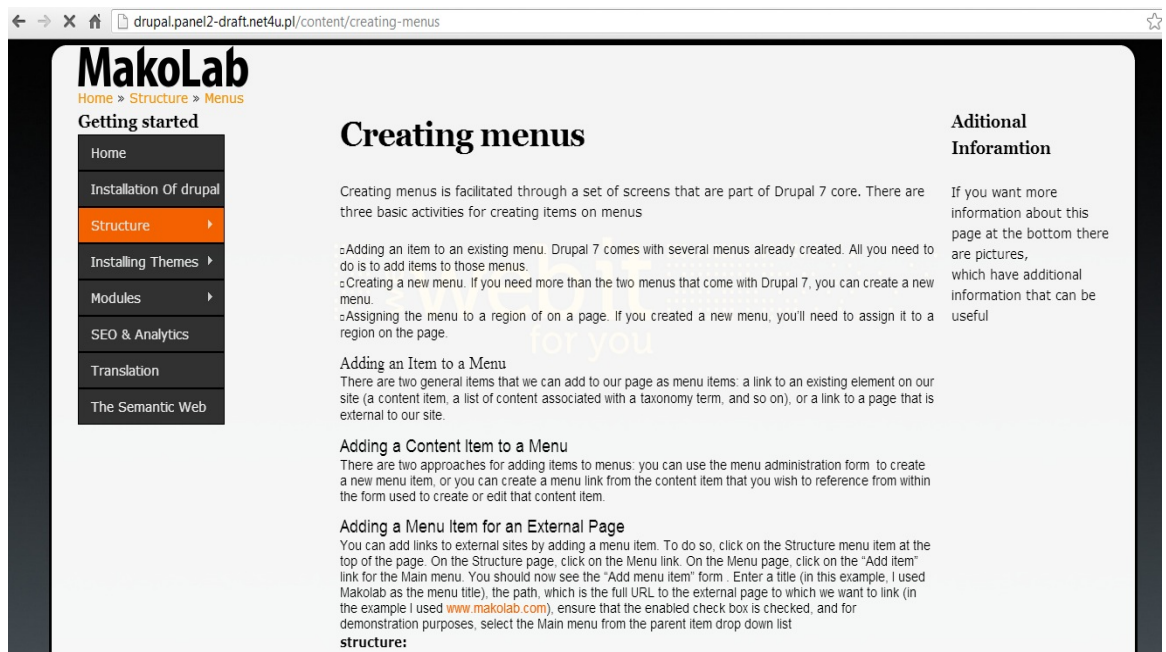 drupal.panel2-draft.net4u.pl/content/creating-menus
MakoLab
Home » Structure » Menus
Getting started
Home
Installation Of drupal
Structure
Installing Themes
Modules
SEO & Analytics
Translation
The Semantic Web
Creating menus
Creating menus is facilitated through a set of screens that are part of Drupal 7 core. There are
three basic activities for creating items on menus
Adding an item to an existing menu. Drupal 7 comes with several menus already created. All you need to
do is to add items to those menus.
Creating a new menu. If you need more than the two menus that come with Drupal 7, you can create a new
menu.
Assigning the menu to a region of on a page. If you created a new menu, you'll need to assign it to a
region on the page.
webit
for you
Adding an Item to a Menu
There are two general items that we can add to our page as menu items: a link to an existing element on our
site (a content item, a list of content associated with a taxonomy term, and so on), or a link to a page that is
external to our site.
Adding a Content Item to a Menu
There are two approaches for adding items to menus: you can use the menu administration form to create
a new menu item, or you can create a menu link from the content item that you wish to reference from within
the form used to create or edit that content item.
Adding a Menu Item for an External Page
You can add links to external sites by adding a menu item. To do so, click on the Structure menu item at the
top of the page. On the Structure page, click on the Menu link. On the Menu page, click on the “Add item”
link for the Main menu. You should now see the “Add menu item” form . Enter a title (in this example, I used
Makolab as the menu title), the path, which is the full URL to the external page to which we want to link (in
the example I used www.makolab.com), ensure that the enabled check box is checked, and for
demonstration purposes, select the Main menu from the parent item drop down list
structure:
Aditional
Inforamtion
If you want more
information about this
page at the bottom there
are pictures,
which have additional
information that can be
useful